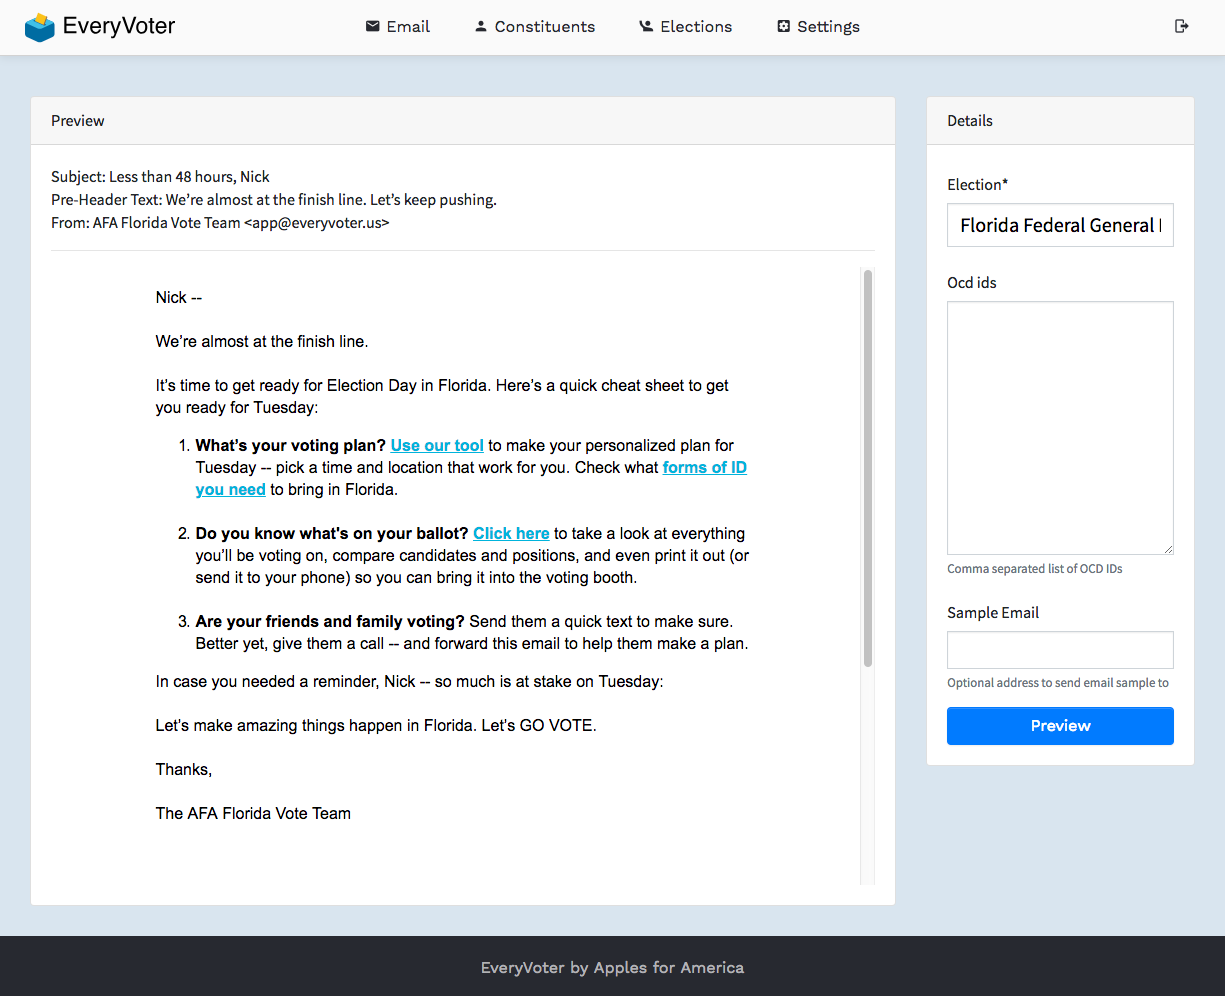 EveryVoter
Email
Constituents
Elections
Settings
Preview
Subject: Less than 48 hours, Nick
Pre-Header Text: We’re almost at the finish line. Let’s keep pushing.
From: AFA Florida Vote Team <app@everyvoter.us>
Nick --
We’re almost at the finish line.
It’s time to get ready for Election Day in Florida. Here’s a quick cheat sheet to get
you ready for Tuesday:
1. What’s your voting plan? Use our tool to make your personalized plan for
Tuesday -- pick a time and location that work for you. Check what forms of ID
you need to bring in Florida.
2. Do you know what's on your ballot? Click here to take a look at everything
you’ll be voting on, compare candidates and positions, and even print it out (or
send it to your phone) so you can bring it into the voting booth.
3. Are your friends and family voting? Send them a quick text to make sure.
Better yet, give them a call -- and forward this email to help them make a plan.
In case you needed a reminder, Nick -- so much is at stake on Tuesday:
Let’s make amazing things happen in Florida. Let's GO VOTE.
Thanks,
The AFA Florida Vote Team
Details
Election*
Florida Federal General
Ocd ids
Comma separated list of OCD IDs
Sample Email
Optional address to send email sample to
Preview
EveryVoter by Apples for America